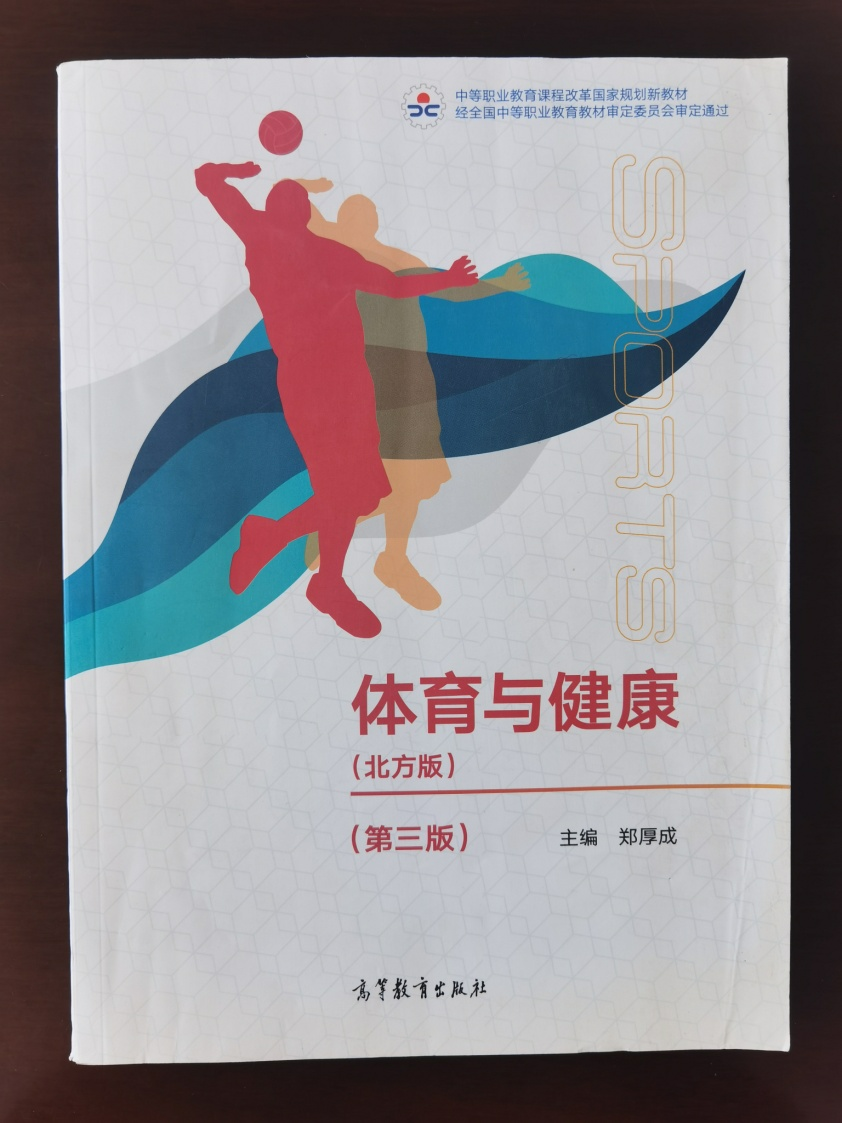 中等职业教育课程改革国家规划新教材
经全国中等职业教育教材审定委员会审定通过
SPORTS
体育与健康
(北方版)
(第三版)
主编 郑厚成
高等教育出版社